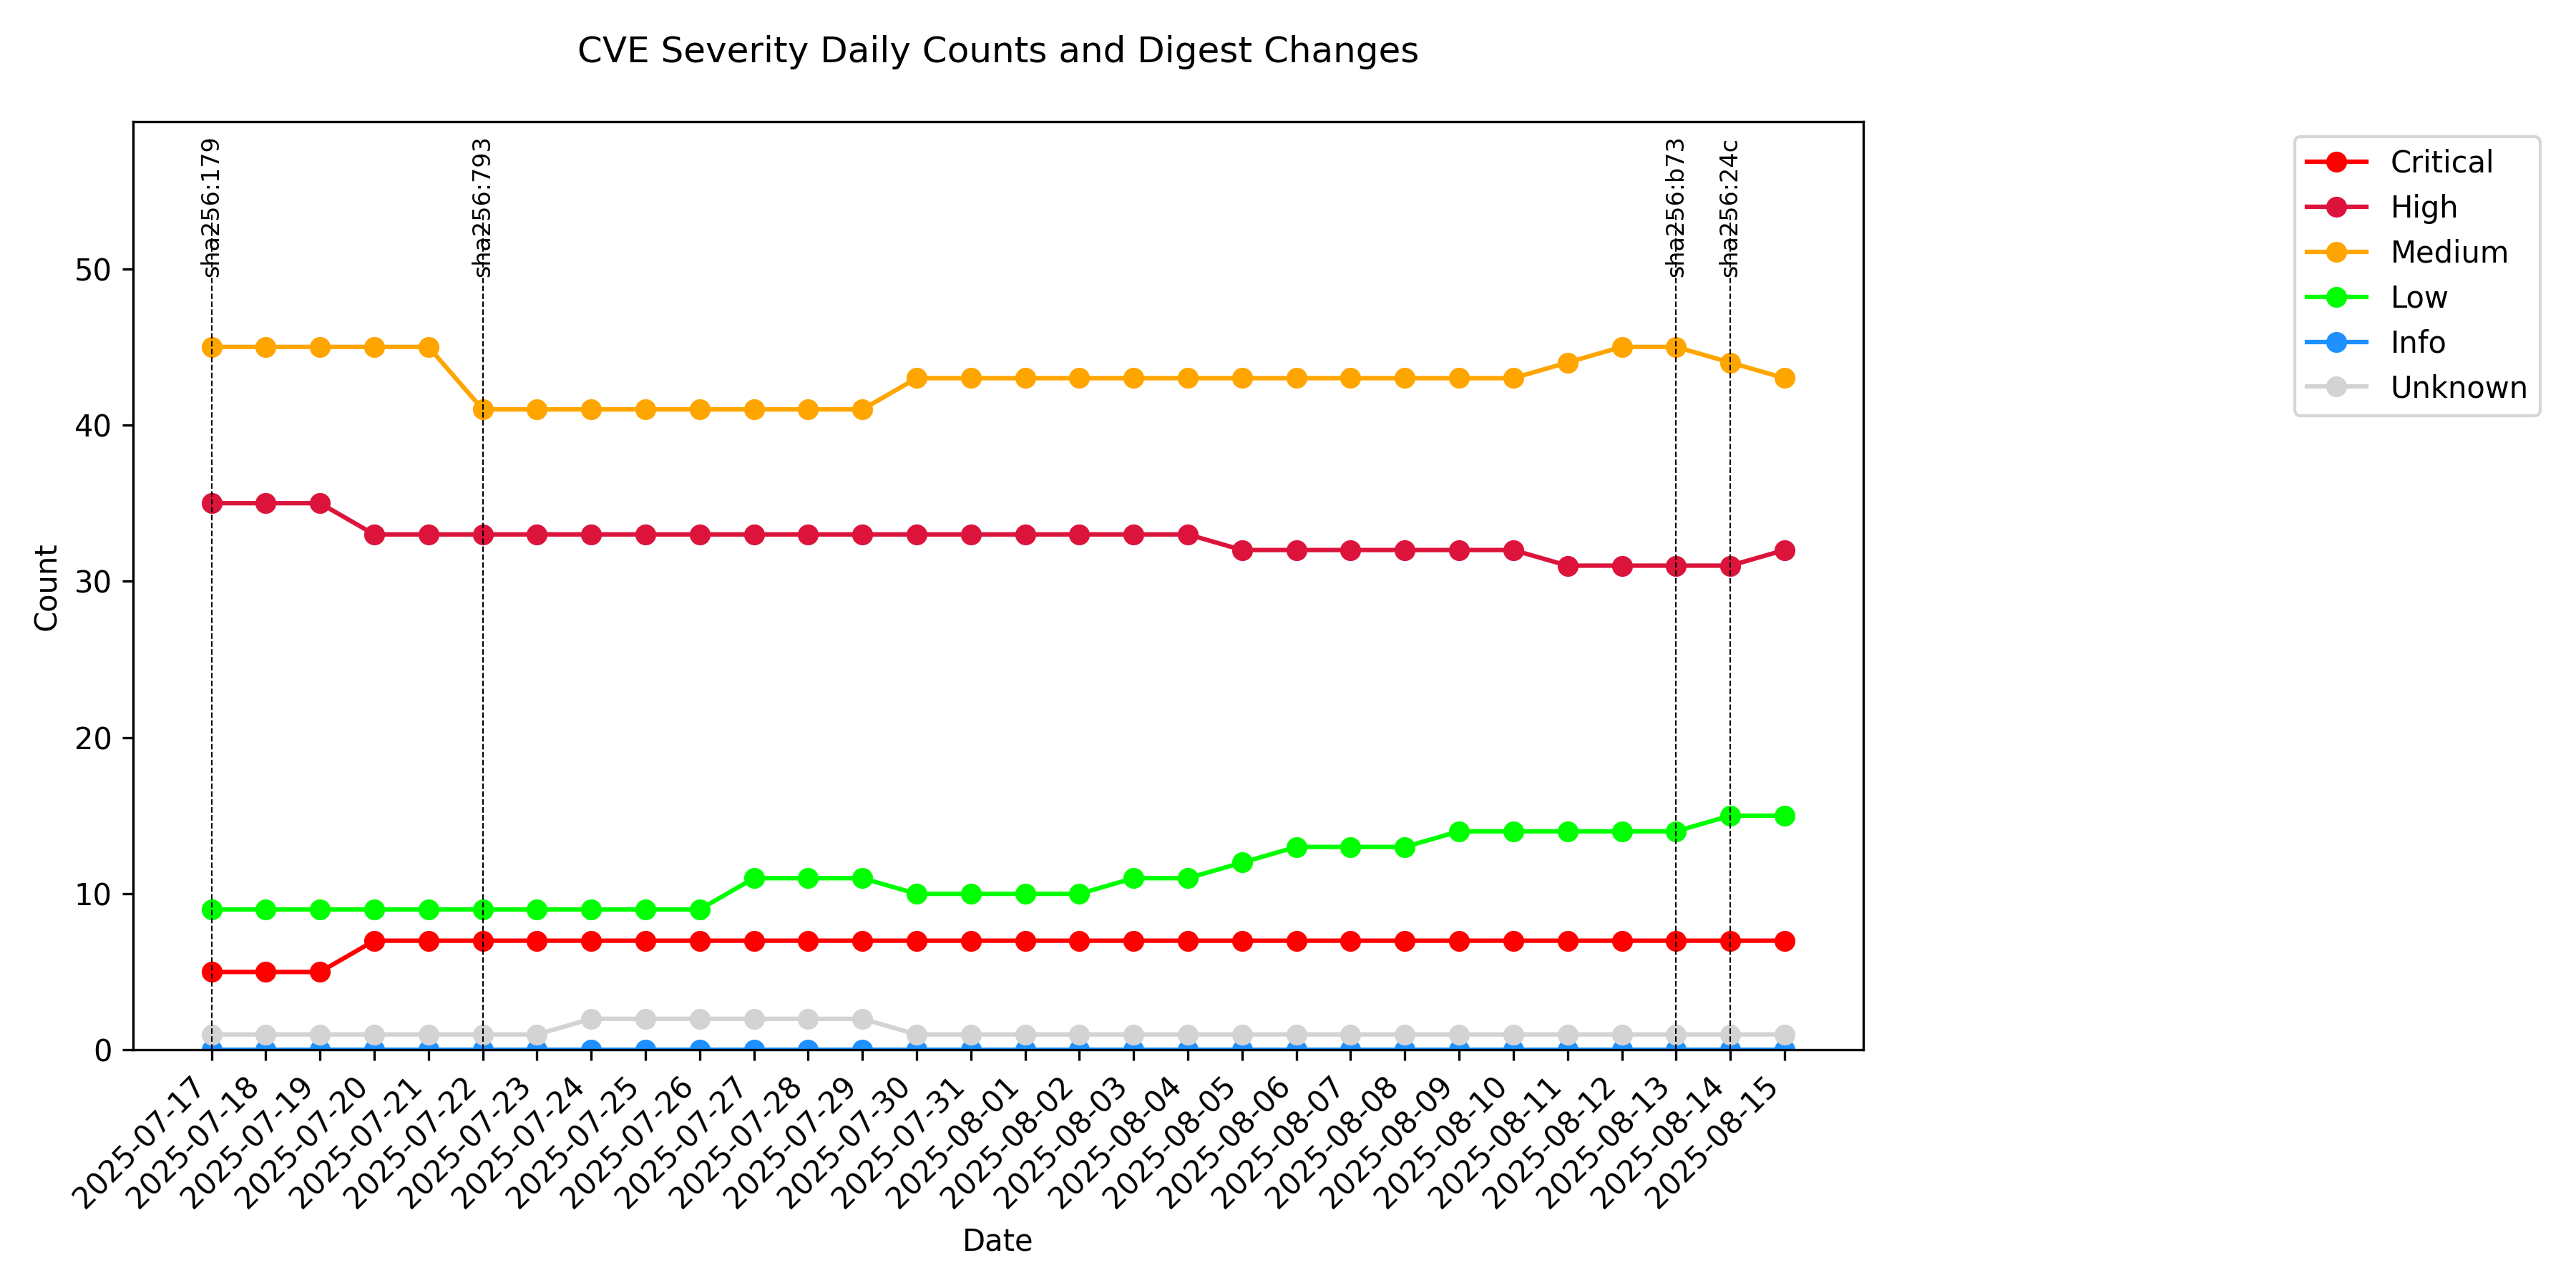 CVE Severity Daily Counts and Digest Changes
sha256:179
sha256:793
sha256:b73
sha256:24c
Critical
High
Medium
Low
Info
Unknown
50
40
30
20
10
0
Count
2025-07-17
2025-07-18
2025-07-19
2025-07-20
2025-07-21
2025-07-22
2025-07-23
2025-07-24
2025-07-25
2025-07-26
2025-07-27
2025-07-28
2025-07-29
2025-07-30
2025-07-31
2025-08-01
2025-08-02
2025-08-03
2025-08-04
2025-08-05
2025-08-06
2025-08-07
2025-08-08
2025-08-09
2025-08-10
2025-08-11
2025-08-12
2025-08-13
2025-08-14
2025-08-15
Date